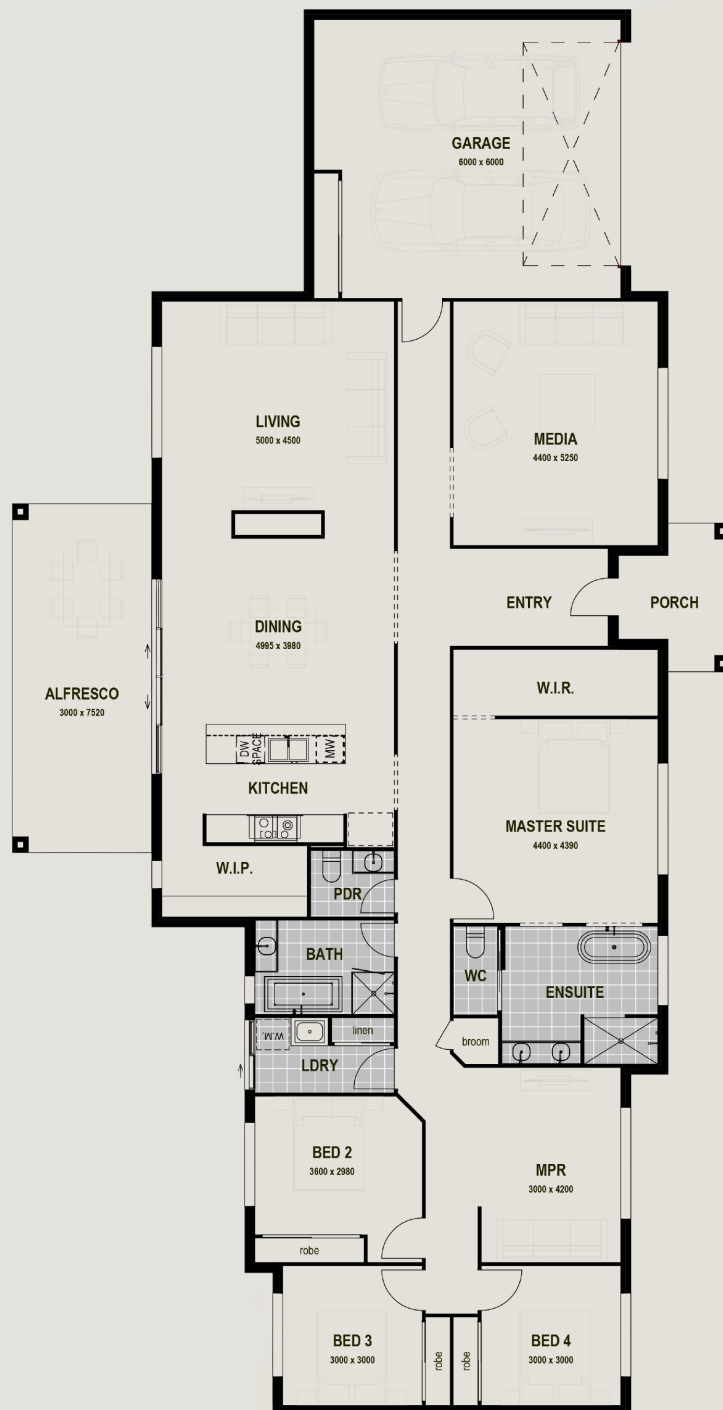 GARAGE
6000 x 6000
LIVING
5000 x 4500
MEDIA
4400 x 5250
DINING
4995 x 3980
ENTRY
PORCH
ALFRESCO
3000 x 7520
W.I.R.
DW
SPACE
MW
KITCHEN
MASTER SUITE
4400 x 4390
W.I.P.
PDR
BATH
WC
ENSUITE
W.M.
linen
broom
LDRY
BED 2
3600 x 2980
MPR
3000 x 4200
robe
BED 3
3000 x 3000
robe
robe
BED 4
3000 x 3000